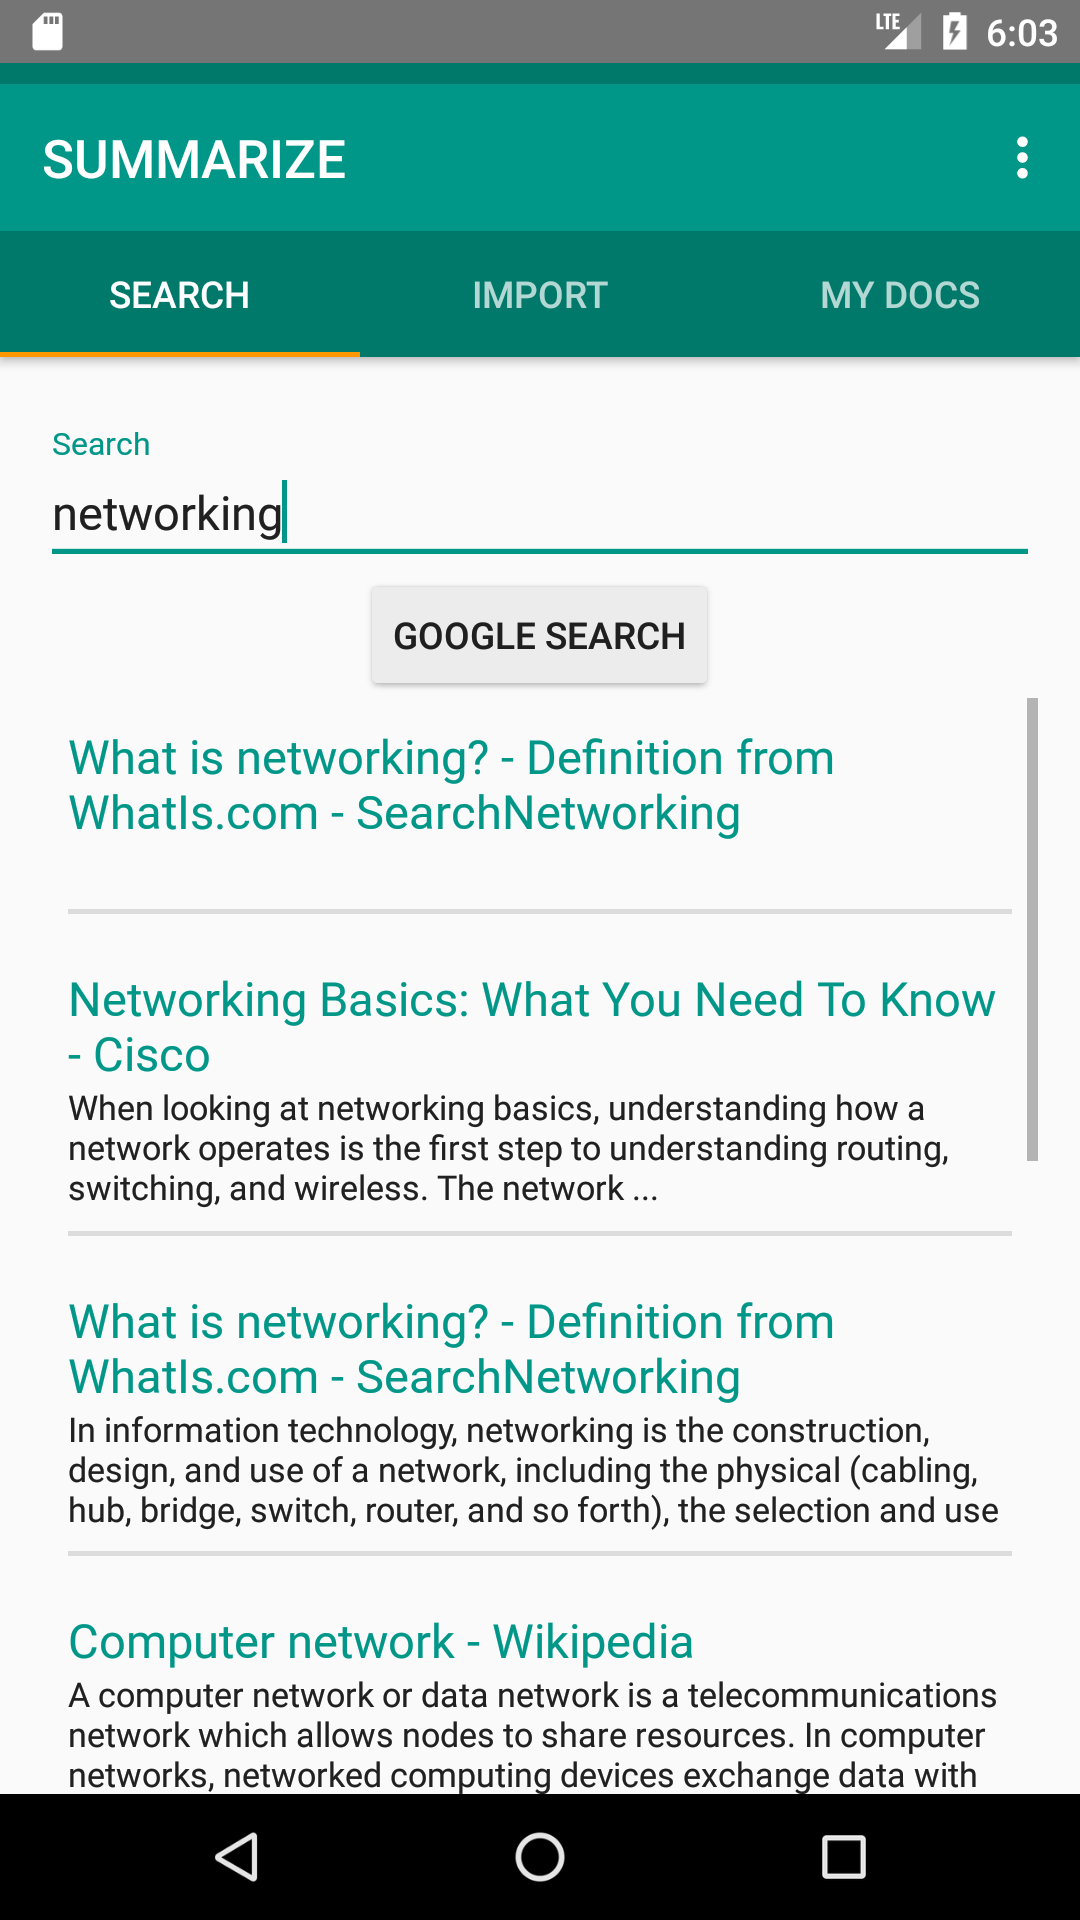 LTE 6:03
SUMMARIZE
SEARCH IMPORT MY DOCS
Search
networking
GOOGLE SEARCH
What is networking? - Definition from
WhatIs.com - SearchNetworking
Networking Basics: What You Need To Know
- Cisco
When looking at networking basics, understanding how a
network operates is the first step to understanding routing,
switching, and wireless. The network ...
What is networking? - Definition from
WhatIs.com - SearchNetworking
In information technology, networking is the construction,
design, and use of a network, including the physical (cabling,
hub, bridge, switch, router, and so forth), the selection and use
Computer network - Wikipedia
A computer network or data network is a telecommunications
network which allows nodes to share resources. In computer
networks, networked computing devices exchange data with